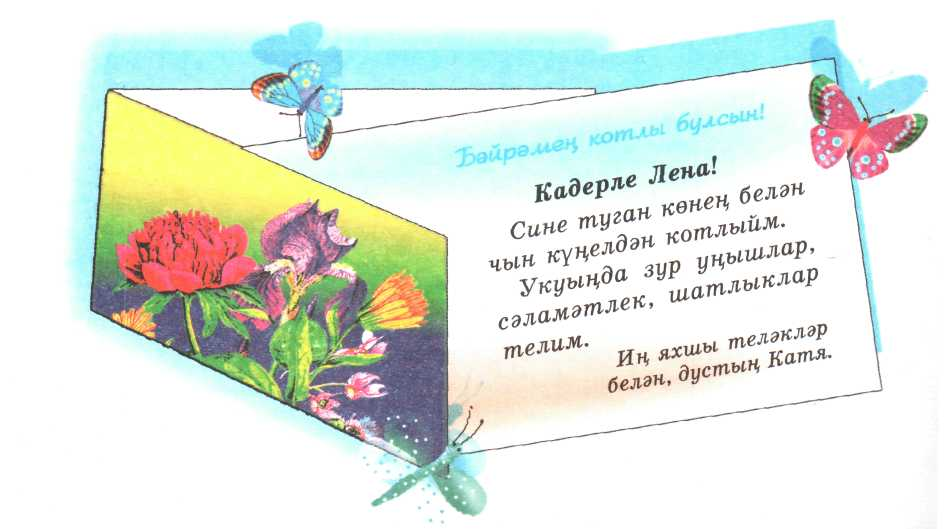 Бәйрәмең котлы булсын!
Кадерле Лена!
Сине туган көнең белән
чын күңелдән котлыйм.
Укуыңда зур уңышлар,
сәламәтлек, шатлыклар
телим.
Иң яхшы теләкләр
белән, дустың Катя.